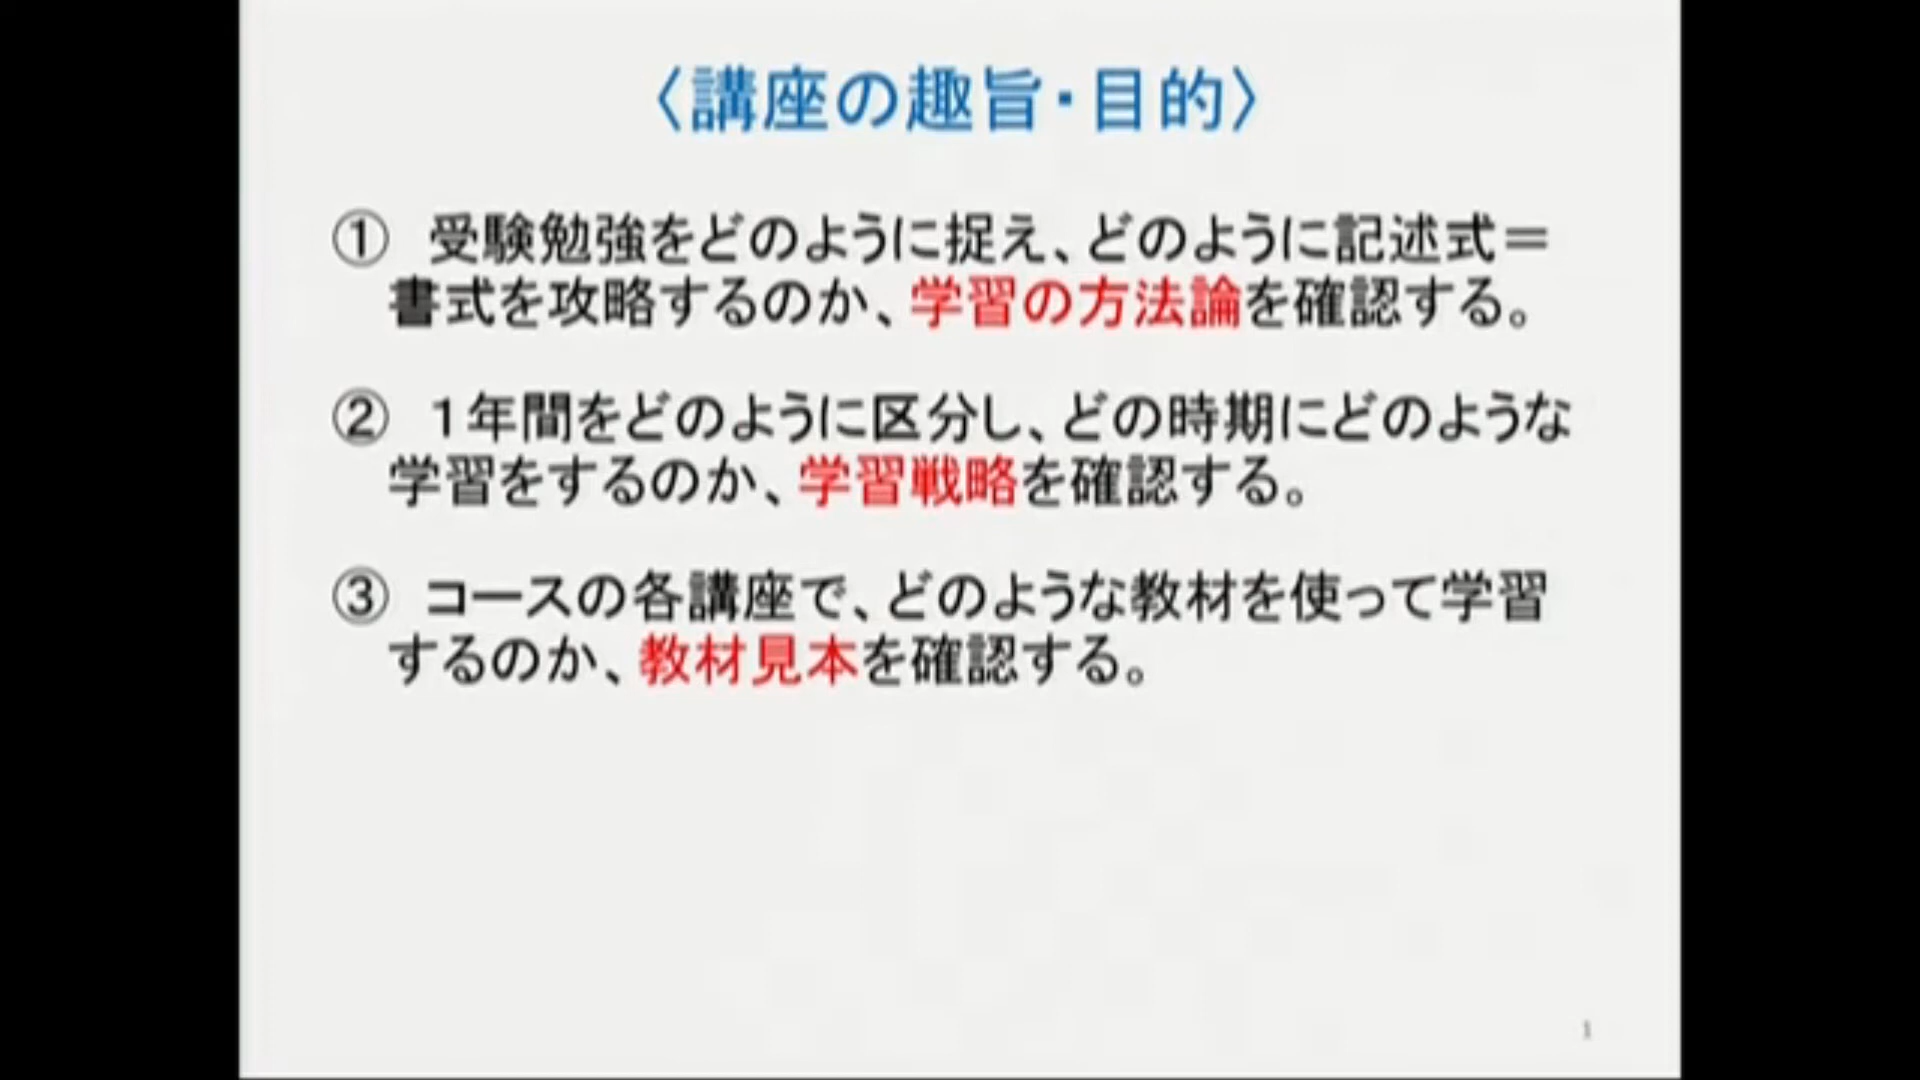 〈講座の趣旨・目的〉
① 受験勉強をどのように捉え、どのように記述式＝
書式を攻略するのか、学習の方法論を確認する。
② １年間をどのように区分し、どの時期にどのような
学習をするのか、学習戦略を確認する。
③ コースの各講座で、どのような教材を使って学習
するのか、教材見本を確認する。
1